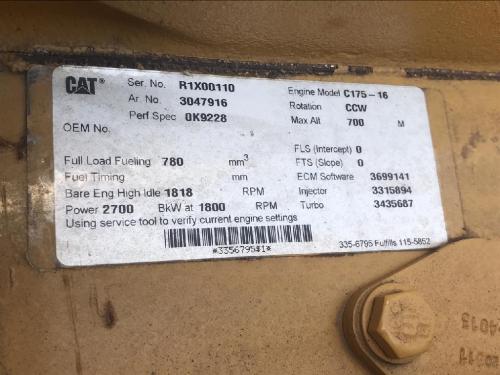 CAT Ser. No. R1X00110 Engine Model C175-16
Ar. No. 3047916 Rotation CCW
Perf Spec 0K9228 Max Alt 700 M
OEM No.
FLS (Intercept) 0
Full Load Fueling 780 mm3 FTS (Slope) 0
Fuel Timing mm ECM Software 3699141
Bare Eng High Idle 1818 RPM Injector 3315894
Power 2700 BkW at 1800 RPM Turbo 3435687
Using service tool to verify current engine settings
*3356795#1* 335-6795 Fulfills 115-5852